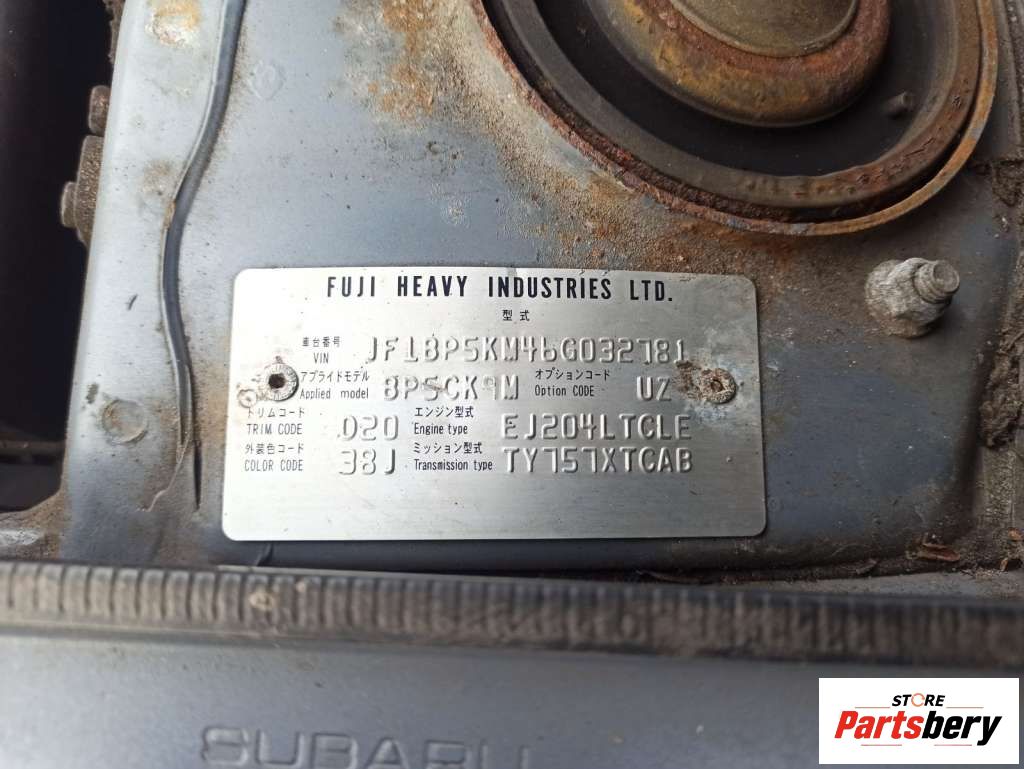 FUJI HEAVY INDUSTRIES LTD.
型式
車台番号
VIN JF1BP5KM46G032781
アプライドモデル オプションコード
Applied model BP5CK9M Option CODE UZ
トリムコード エンジン型式
TRIM CODE 020 Engine type EJ204LTCLE
外装色コード ミッション型式
COLOR CODE 38J Transmission type TY757XTCAB
SUBARU
STORE
Partsbery